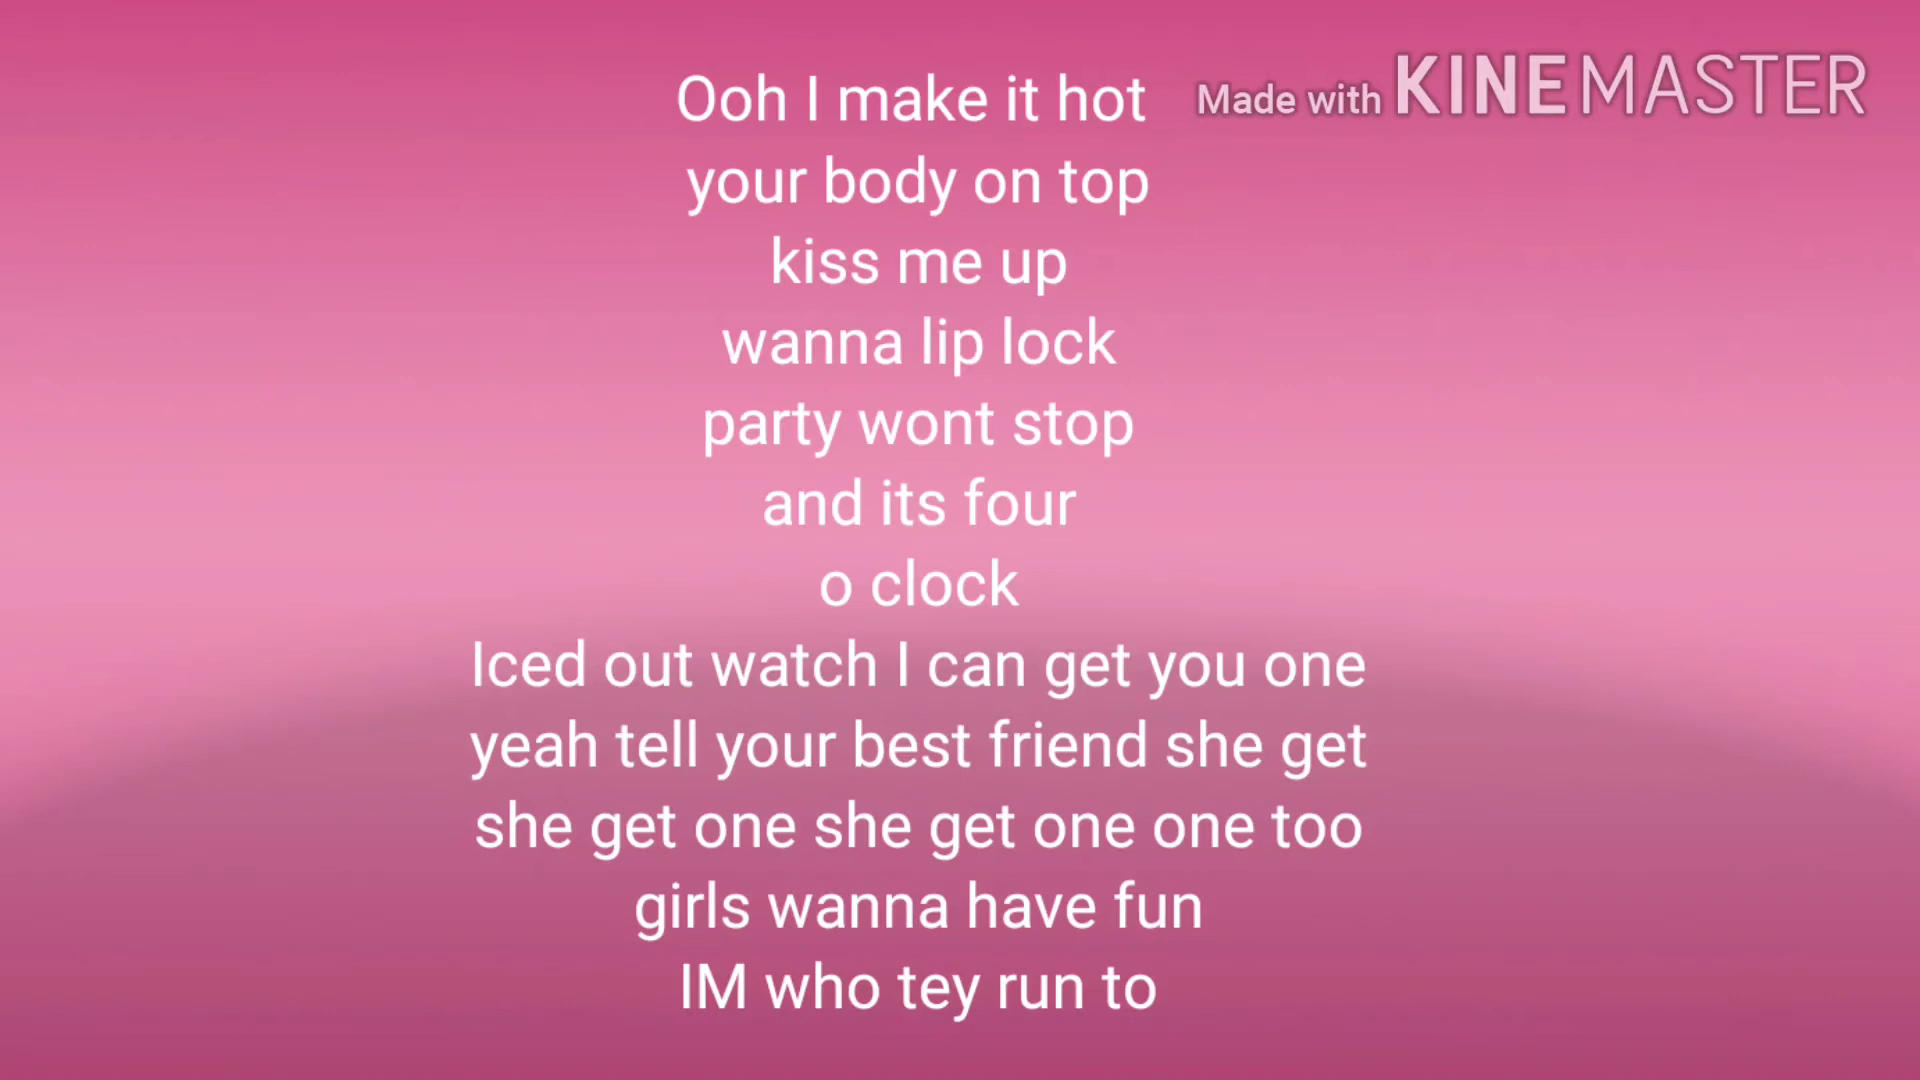 Ooh I make it hot
Made with KINEMASTER
your body on top
kiss me up
wanna lip lock
party wont stop
and its four
o clock
Iced out watch I can get you one
yeah tell your best friend she get
she get one she get one one too
girls wanna have fun
IM who tey run to